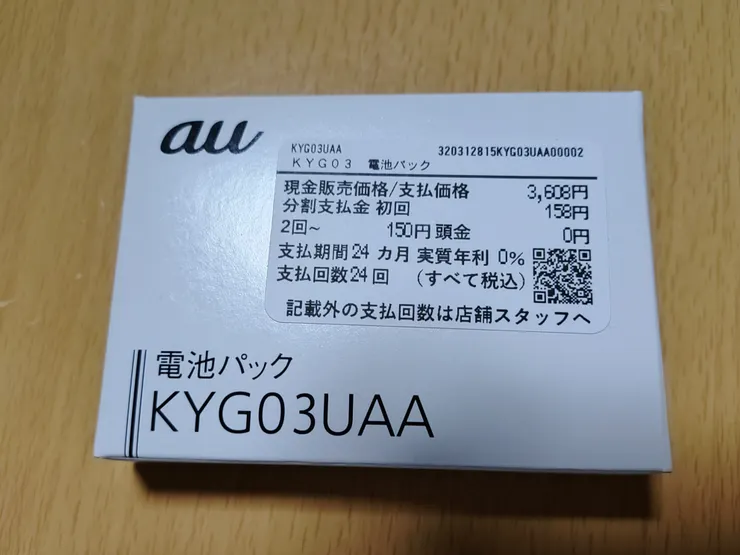 au
KYG03UAA 320312815KYG03UAA00002
KYG03 電池パック
現金販売価格/支払価格 3,608円
分割支払金 初回 158円
2回~ 150円 頭金 0円
支払期間24 カ月 実質年利 0%
支払回数24 回 (すべて税込)
記載外の支払回数は店舗スタッフへ
電池パック
KYG03UAA